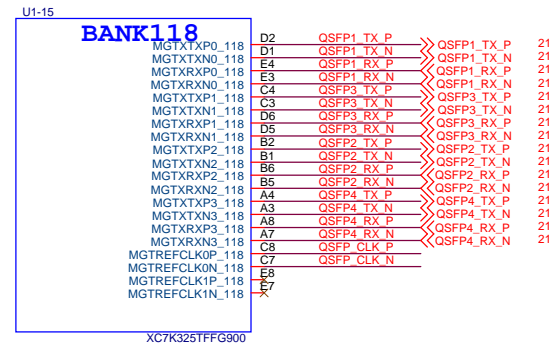 U1-15
BANK118
MGTXTXP0_118 D2 QSFP1_TX_P QSFP1_TX_P 21
MGTXTXN0_118 D1 QSFP1_TX_N QSFP1_TX_N 21
MGTXRXP0_118 E4 QSFP1_RX_P QSFP1_RX_P 21
MGTXRXN0_118 E3 QSFP1_RX_N QSFP1_RX_N 21
MGTXTXP1_118 C4 QSFP3_TX_P QSFP3_TX_P 21
MGTXTXN1_118 C3 QSFP3_TX_N QSFP3_TX_N 21
MGTXRXP1_118 D6 QSFP3_RX_P QSFP3_RX_P 21
MGTXRXN1_118 D5 QSFP3_RX_N QSFP3_RX_N 21
MGTXTXP2_118 B2 QSFP2_TX_P QSFP2_TX_P 21
MGTXTXN2_118 B1 QSFP2_TX_N QSFP2_TX_N 21
MGTXRXP2_118 B6 QSFP2_RX_P QSFP2_RX_P 21
MGTXRXN2_118 B5 QSFP2_RX_N QSFP2_RX_N 21
MGTXTXP3_118 A4 QSFP4_TX_P QSFP4_TX_P 21
MGTXTXN3_118 A3 QSFP4_TX_N QSFP4_TX_N 21
MGTXRXP3_118 A8 QSFP4_RX_P QSFP4_RX_P 21
MGTXRXN3_118 A7 QSFP4_RX_N QSFP4_RX_N 21
MGTREFCLK0P_118 C8 QSFP_CLK_P
MGTREFCLK0N_118 C7 QSFP_CLK_N
MGTREFCLK1P_118 E8
MGTREFCLK1N_118 E7
XC7K325TFFG900